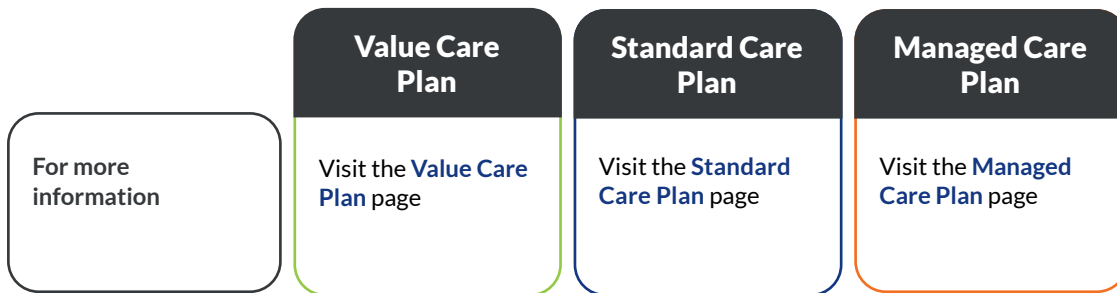 Value Care
Plan
Standard Care
Plan
Managed Care
Plan
For more
information
Visit the Value Care
Plan page
Visit the Standard
Care Plan page
Visit the Managed
Care Plan page